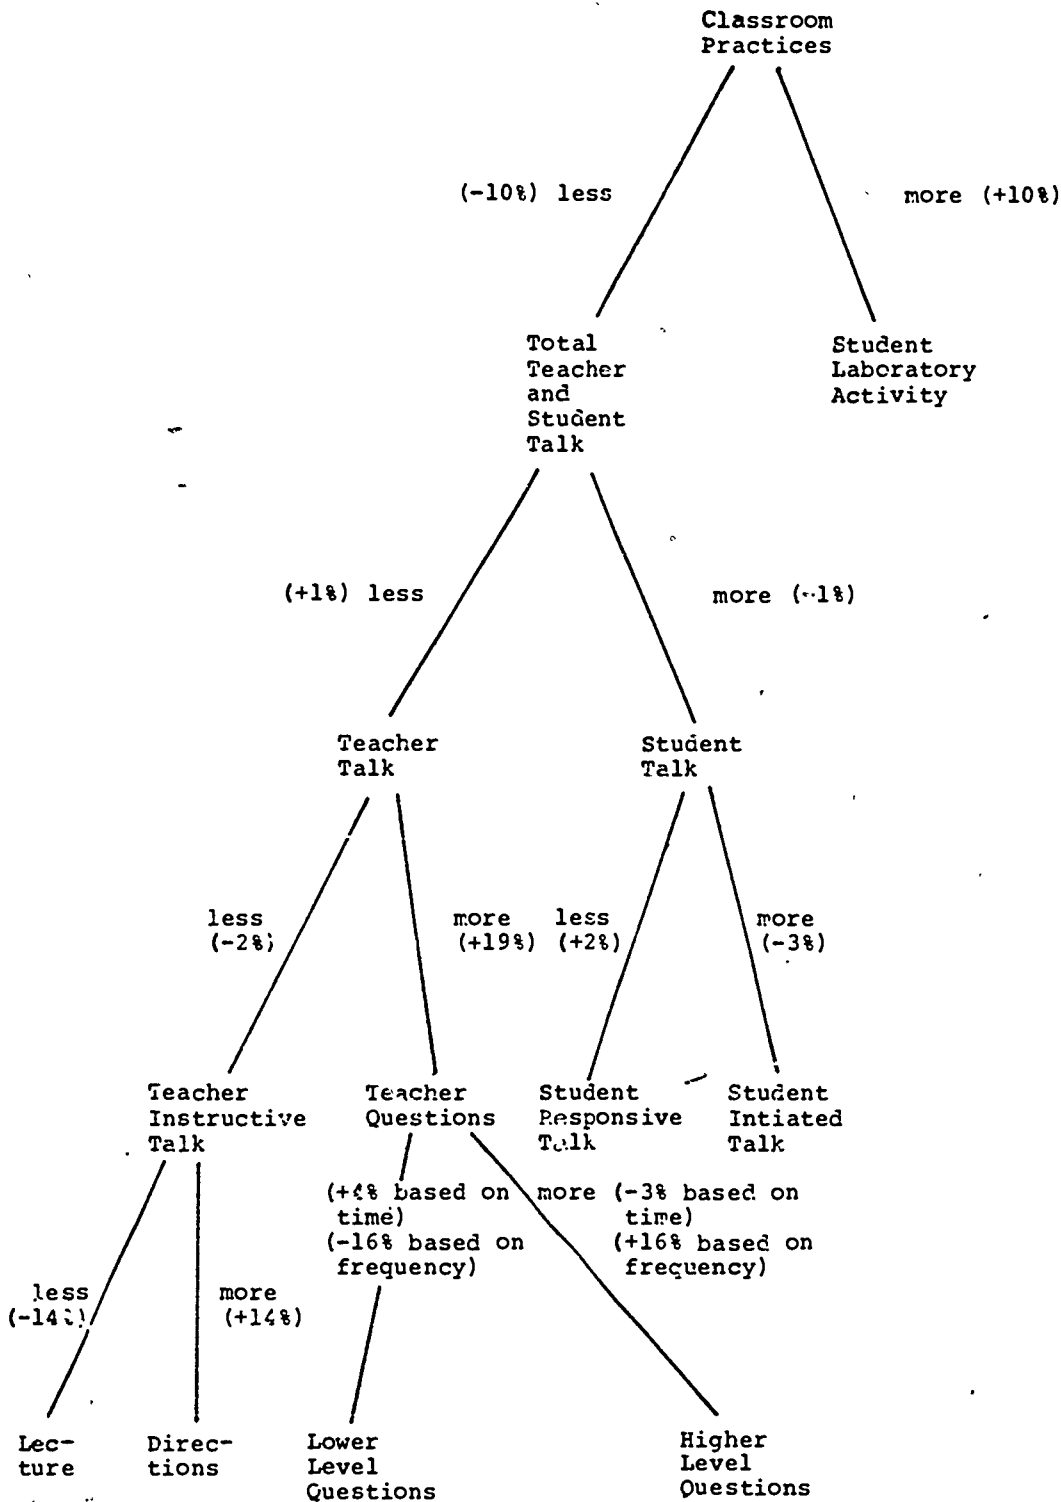 Classroom
Practices
(-10%) less
more (+10%)
Total
Teacher
and
Student
Talk
Student
Laboratory
Activity
(+1%) less
more (-1%)
Teacher
Talk
Student
Talk
less
(-2%)
more
(+19%)
less
(+2%)
more
(-3%)
Teacher
Instructive
Talk
Teacher
Questions
Student
Responsive
Talk
Student
Intiated
Talk
(+4% based on
time)
(-16% based on
frequency)
more (-3% based on
time)
(+16% based on
frequency)
less
(-14%)
more
(+14%)
Lec-
ture
Direc-
tions
Lower
Level
Questions
Higher
Level
Questions